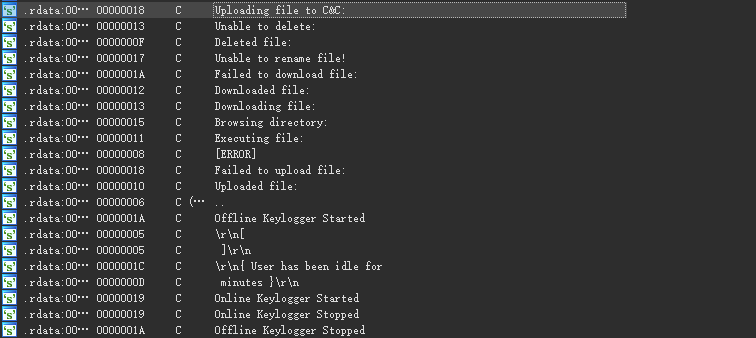 .rdata:00… 00000018 C Uploading file to C&C:
.rdata:00… 00000013 C Unable to delete:
.rdata:00… 0000000F C Deleted file:
.rdata:00… 00000017 C Unable to rename file!
.rdata:00… 0000001A C Failed to download file:
.rdata:00… 00000012 C Downloaded file:
.rdata:00… 00000013 C Downloading file:
.rdata:00… 00000015 C Browsing directory:
.rdata:00… 00000011 C Executing file:
.rdata:00… 00000008 C [ERROR]
.rdata:00… 00000018 C Failed to upload file:
.rdata:00… 00000010 C Uploaded file:
.rdata:00… 00000006 C (… ..
.rdata:00… 0000001A C Offline Keylogger Started
.rdata:00… 00000005 C \r\n[
.rdata:00… 00000005 C ]\r\n
.rdata:00… 0000001C C \r\n{ User has been idle for
.rdata:00… 0000000D C minutes }\r\n
.rdata:00… 00000019 C Online Keylogger Started
.rdata:00… 00000019 C Online Keylogger Stopped
.rdata:00… 0000001A C Offline Keylogger Stopped